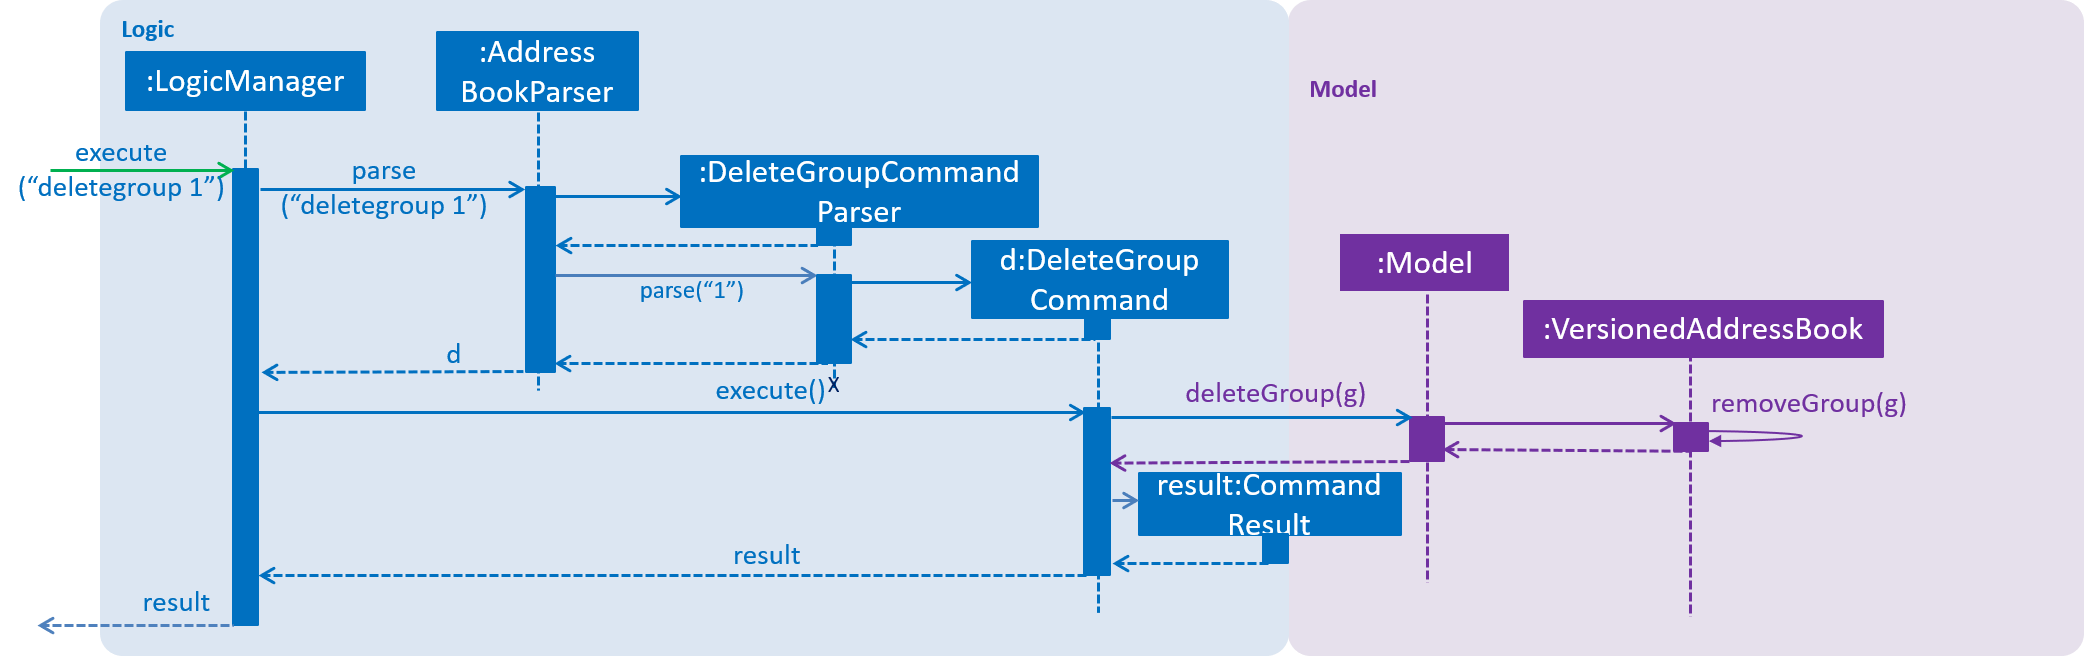 Logic
:LogicManager
:Address
BookParser
Model
execute
(“deletegroup 1”)
parse
(“deletegroup 1”)
:DeleteGroupCommand
Parser
d:DeleteGroup
Command
:Model
parse(“1”)
:VersionedAddressBook
d
execute()
X
deleteGroup(g)
removeGroup(g)
result:Command
Result
result
result